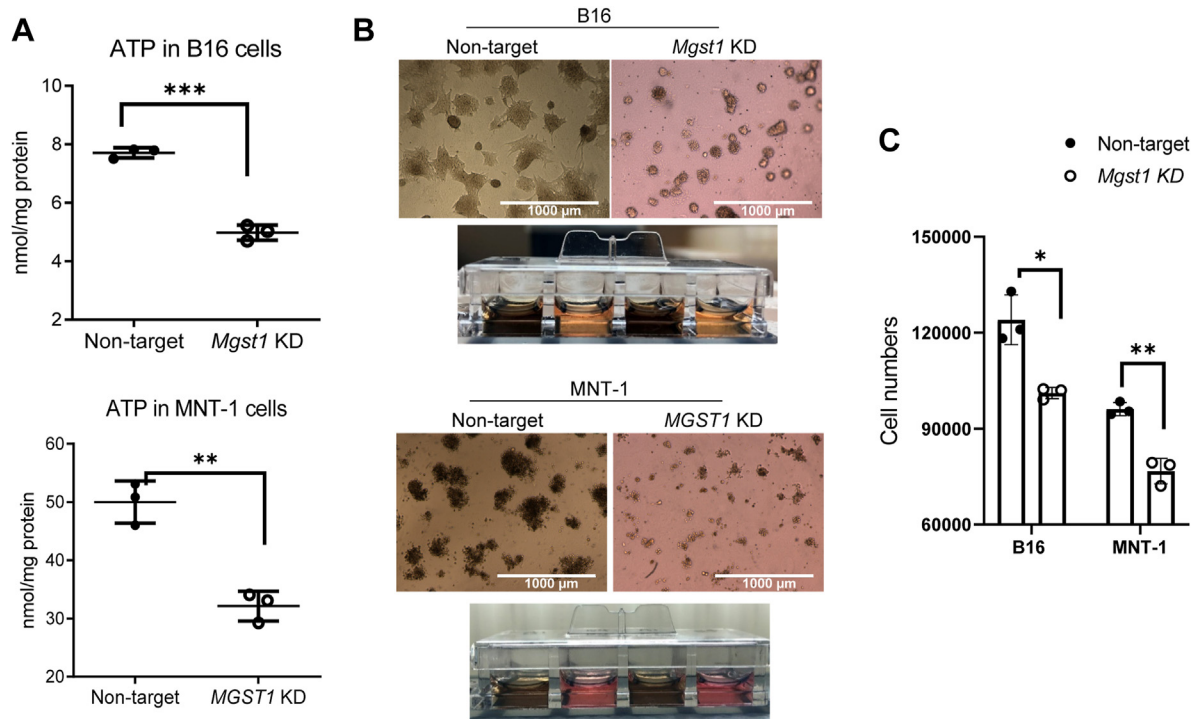 A
ATP in B16 cells
nmol/mg protein
10
8
6
4
2
***
Non-target
Mgst1 KD
ATP in MNT-1 cells
nmol/mg protein
60
50
40
30
20
**
Non-target
MGST1 KD
B
B16
Non-target
Mgst1 KD
1000 µm
1000 µm
MNT-1
Non-target
MGST1 KD
1000 µm
1000 µm
C
Non-target
Mgst1 KD
Cell numbers
150000
120000
90000
60000
*
**
B16
MNT-1